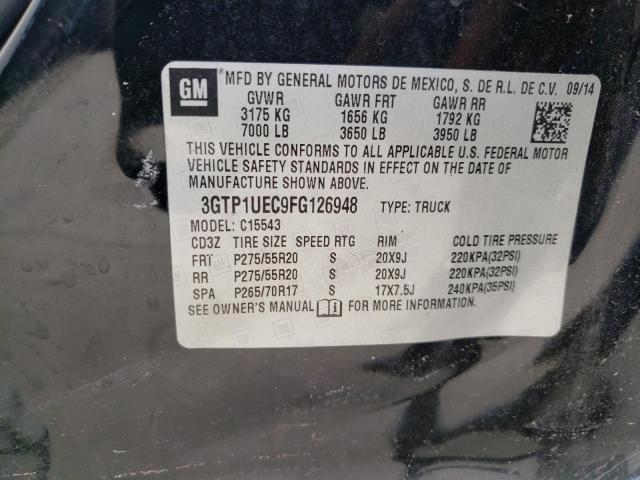 GM MFD BY GENERAL MOTORS DE MEXICO, S. DE R.L. DE C.V. 09/14
GVWR GAWR FRT GAWR RR
3175 KG 1656 KG 1792 KG
7000 LB 3650 LB 3950 LB
THIS VEHICLE CONFORMS TO ALL APPLICABLE U.S. FEDERAL MOTOR
VEHICLE SAFETY STANDARDS IN EFFECT ON THE DATE OF
MANUFACTURE SHOWN ABOVE.
3GTP1UEC9FG126948 TYPE: TRUCK
MODEL: C15543
CD3Z TIRE SIZE SPEED RTG RIM COLD TIRE PRESSURE
FRT P275/55R20 S 20X9J 220KPA(32PSI)
RR P275/55R20 S 20X9J 220KPA(32PSI)
SPA P265/70R17 S 17X7.5J 240KPA(35PSI)
SEE OWNER'S MANUAL FOR MORE INFORMATION.